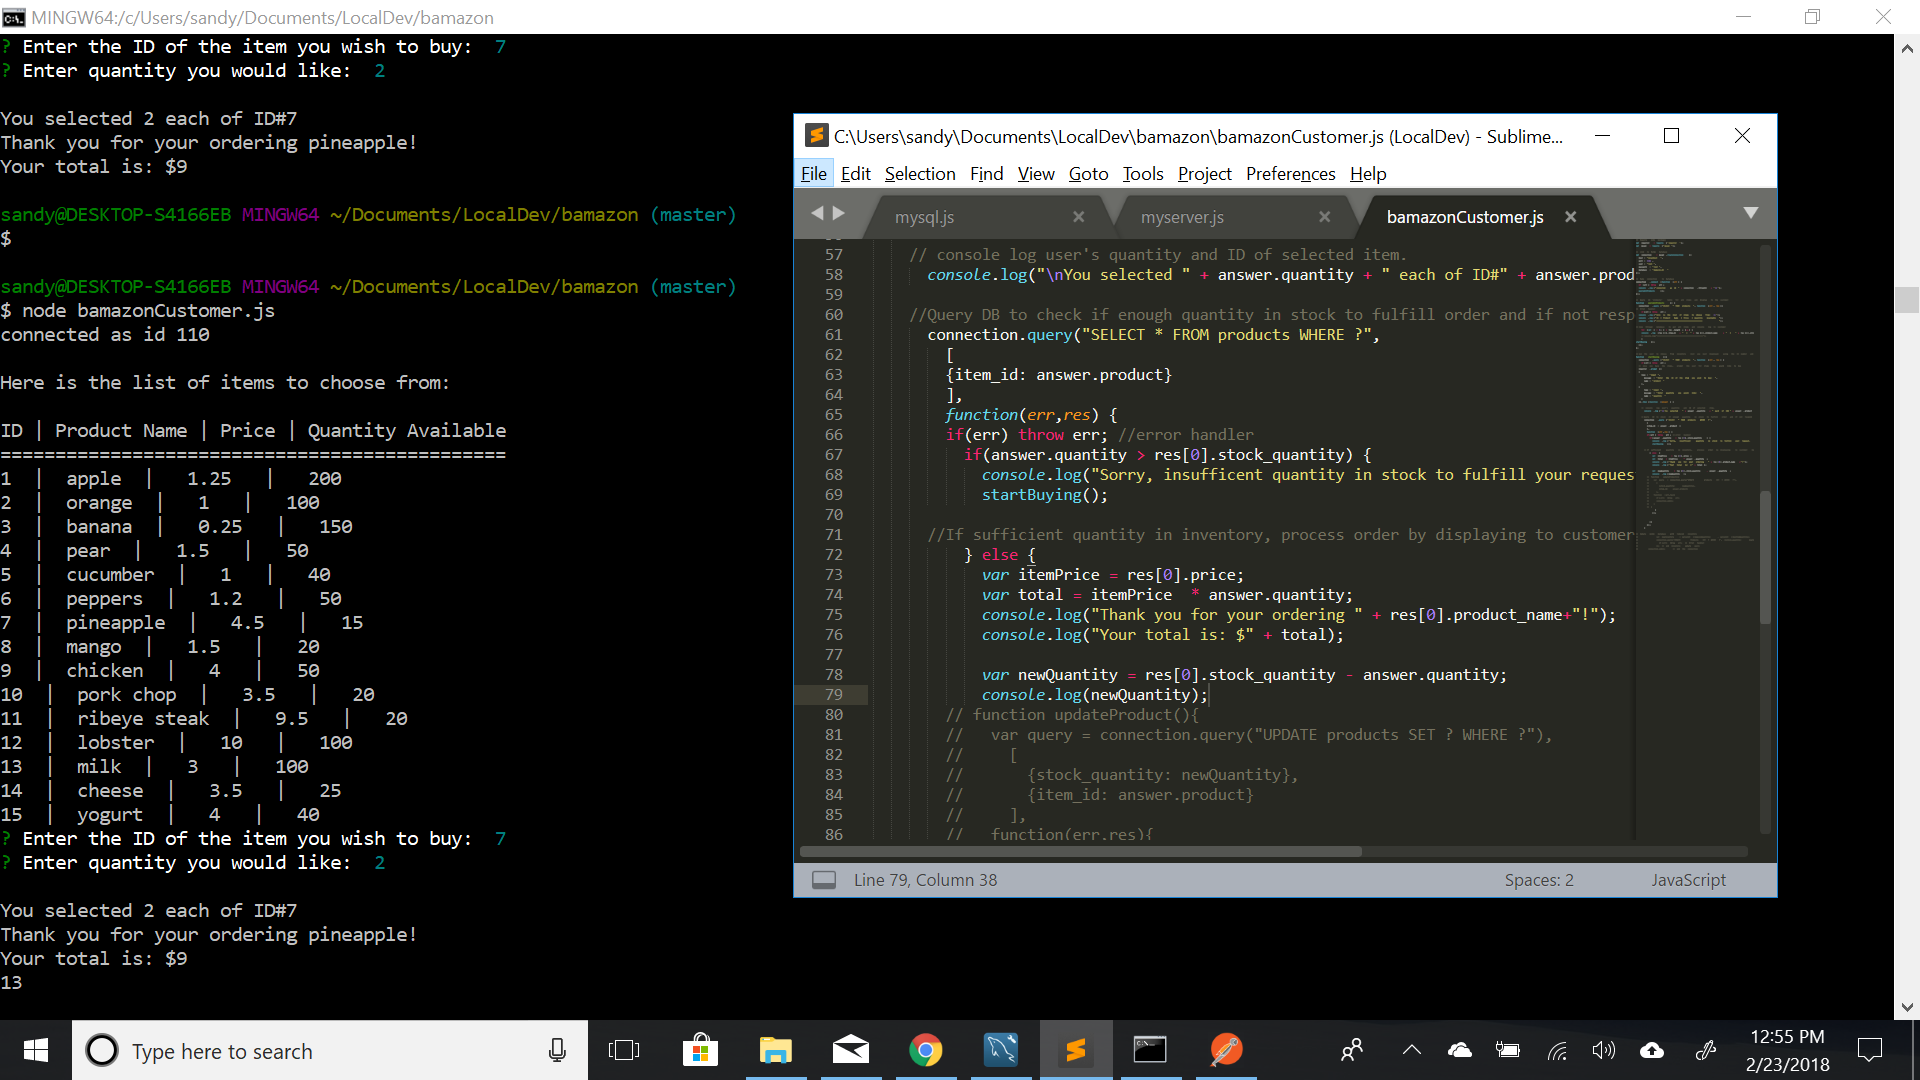 MINGW64:/c/Users/sandy/Documents/LocalDev/bamazon
? Enter the ID of the item you wish to buy:  7
? Enter quantity you would like:  2
You selected 2 each of ID#7
Thank you for your ordering pineapple!
Your total is: $9
sandy@DESKTOP-S4166EB MINGW64 ~/Documents/LocalDev/bamazon (master)
$
sandy@DESKTOP-S4166EB MINGW64 ~/Documents/LocalDev/bamazon (master)
$ node bamazonCustomer.js
connected as id 110
Here is the list of items to choose from:
ID | Product Name | Price | Quantity Available
==============================================
1  |  apple  |   1.25   |   200
2  |  orange  |   1   |   100
3  |  banana  |   0.25   |   150
4  |  pear  |   1.5   |   50
5  |  cucumber  |   1   |   40
6  |  peppers  |   1.2   |   50
7  |  pineapple  |   4.5   |   15
8  |  mango  |   1.5   |   20
9  |  chicken  |   4   |   50
10  |  pork chop  |   3.5   |   20
11  |  ribeye steak  |   9.5   |   20
12  |  lobster  |   10   |   100
13  |  milk  |   3   |   100
14  |  cheese  |   3.5   |   25
15  |  yogurt  |   4   |   40
? Enter the ID of the item you wish to buy:  7
? Enter quantity you would like:  2
You selected 2 each of ID#7
Thank you for your ordering pineapple!
Your total is: $9
13
C:\Users\sandy\Documents\LocalDev\bamazon\bamazonCustomer.js (LocalDev) - Sublime...
File Edit Selection Find View Goto Tools Project Preferences Help
mysql.js myserver.js bamazonCustomer.js
57 // console log user's quantity and ID of selected item.
58 console.log("\nYou selected " + answer.quantity + " each of ID#" + answer.prod
59
60 //Query DB to check if enough quantity in stock to fulfill order and if not resp
61 connection.query("SELECT * FROM products WHERE ?",
62 [
63 {item_id: answer.product}
64 ],
65 function(err,res) {
66 if(err) throw err; //error handler
67 if(answer.quantity > res[0].stock_quantity) {
68 console.log("Sorry, insufficent quantity in stock to fulfill your reques
69 startBuying();
70
71 //If sufficient quantity in inventory, process order by displaying to customer
72 } else {
73 var itemPrice = res[0].price;
74 var total = itemPrice  * answer.quantity;
75 console.log("Thank you for your ordering " + res[0].product_name+"!");
76 console.log("Your total is: $" + total);
77
78 var newQuantity = res[0].stock_quantity - answer.quantity;
79 console.log(newQuantity);
80 // function updateProduct(){
81 //   var query = connection.query("UPDATE products SET ? WHERE ?"),
82 //     [
83 //       {stock_quantity: newQuantity},
84 //       {item_id: answer.product}
85 //     ],
86 //   function(err.res){
Line 79, Column 38 Spaces: 2 JavaScript
Type here to search
12:55 PM
2/23/2018